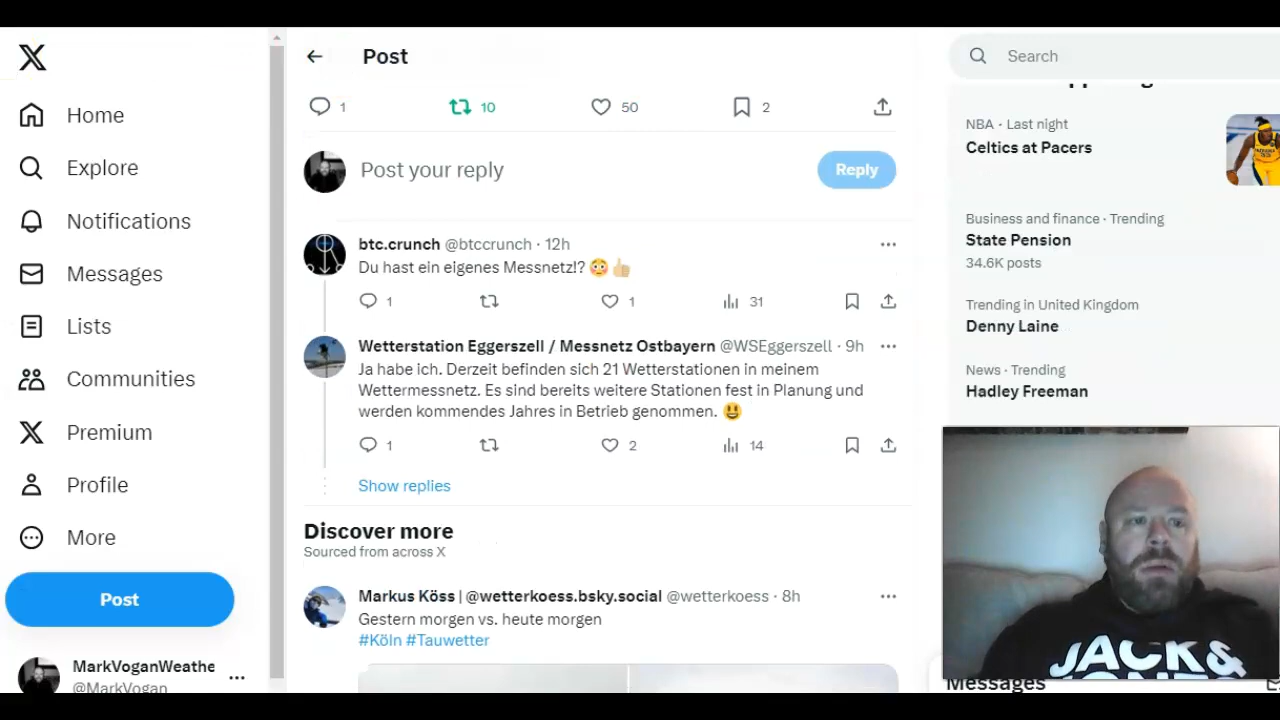 Post
Search
1
10
50
2
Post your reply
Reply
Home
Explore
Notifications
Messages
Lists
Communities
Premium
Profile
More
Post
MarkVoganWeathe
@MarkVogan
btc.crunch @btccrunch · 12h
Du hast ein eigenes Messnetz!? 😳👍🏼
1
1
31
Wetterstation Eggerszell / Messnetz Ostbayern @WSEggerszell · 9h
Ja habe ich. Derzeit befinden sich 21 Wetterstationen in meinem
Wettermessnetz. Es sind bereits weitere Stationen fest in Planung und
werden kommendes Jahres in Betrieb genommen. 😃
1
2
14
Show replies
Discover more
Sourced from across X
Markus Köss | @wetterkoess.bsky.social @wetterkoess · 8h
Gestern morgen vs. heute morgen
#Köln #Tauwetter
NBA · Last night
Celtics at Pacers
Business and finance · Trending
State Pension
34.6K posts
Trending in United Kingdom
Denny Laine
News · Trending
Hadley Freeman
JACK&
Messages